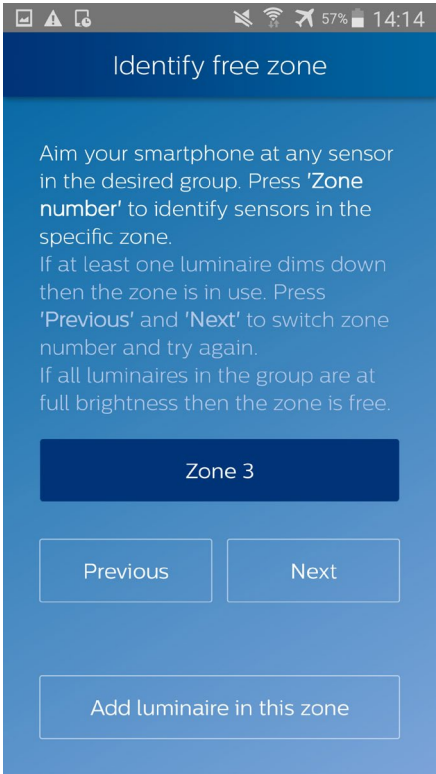 57% 14:14
Identify free zone
Aim your smartphone at any sensor
in the desired group. Press 'Zone
number' to identify sensors in the
specific zone.
If at least one luminaire dims down
then the zone is in use. Press
'Previous' and 'Next' to switch zone
number and try again.
If all luminaires in the group are at
full brightness then the zone is free.
Zone 3
Previous Next
Add luminaire in this zone